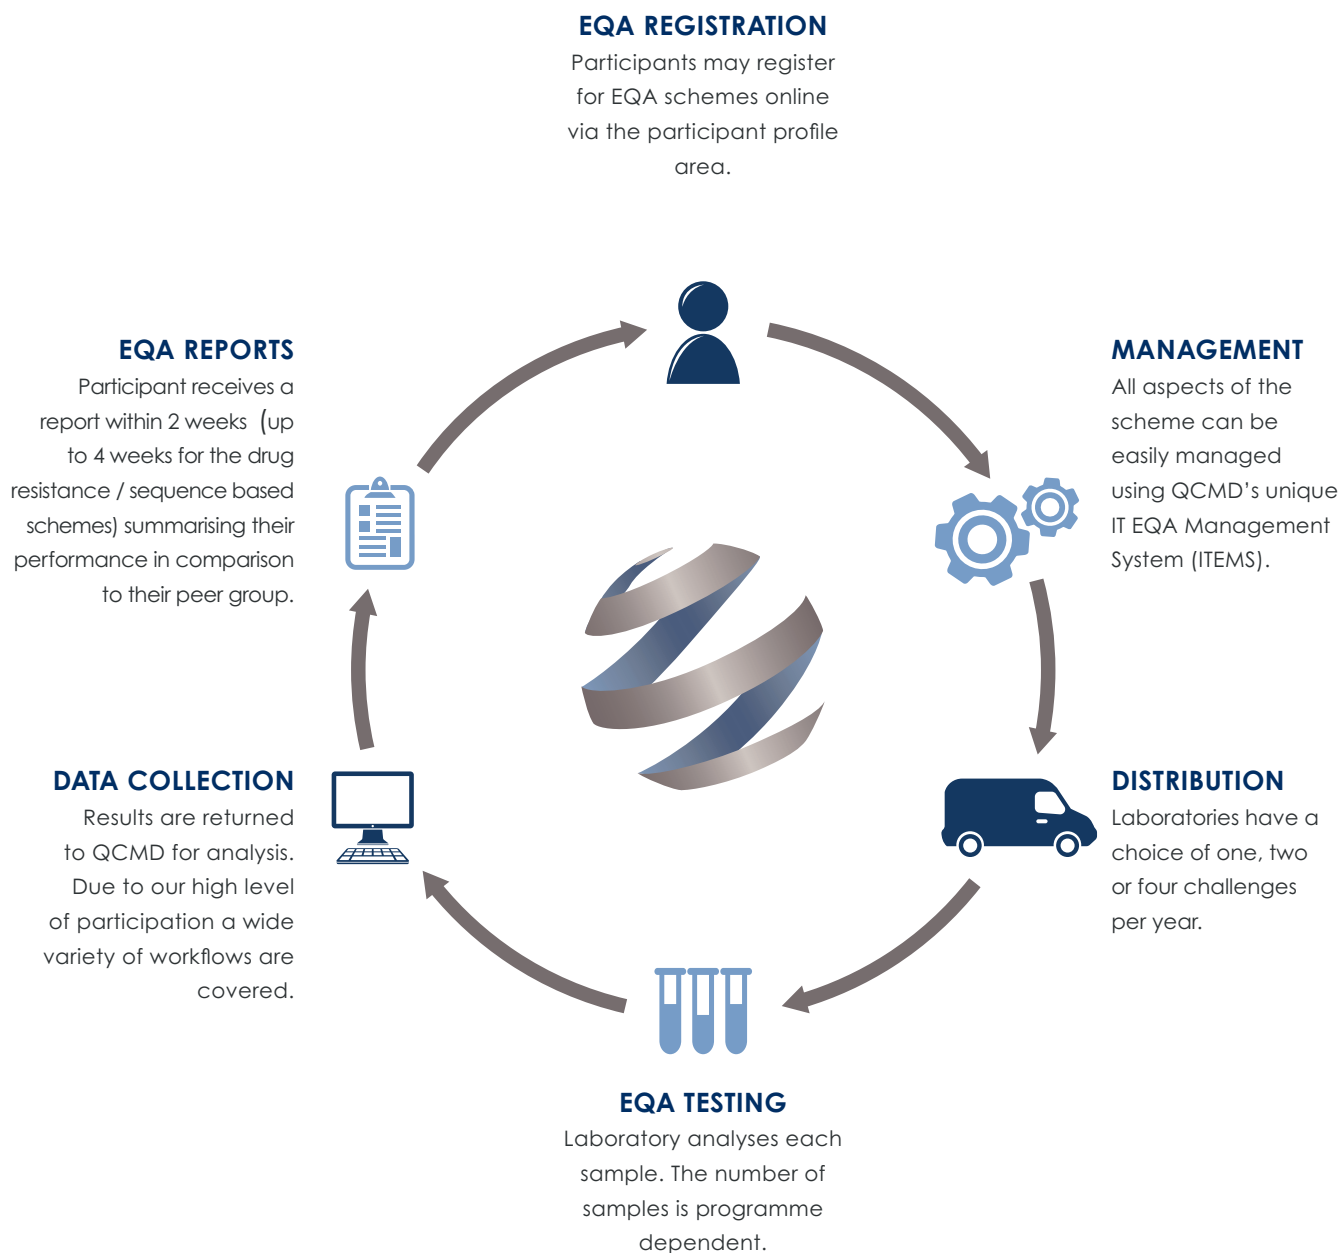 EQA REGISTRATION
Participants may register
for EQA schemes online
via the participant profile
area.
MANAGEMENT
All aspects of the
scheme can be
easily managed
using QCMD’s unique
IT EQA Management
System (ITEMS).
DISTRIBUTION
Laboratories have a
choice of one, two
or four challenges
per year.
EQA TESTING
Laboratory analyses each
sample. The number of
samples is programme
dependent.
DATA COLLECTION
Results are returned
to QCMD for analysis.
Due to our high level
of participation a wide
variety of workflows are
covered.
EQA REPORTS
Participant receives a
report within 2 weeks (up
to 4 weeks for the drug
resistance / sequence based
schemes) summarising their
performance in comparison
to their peer group.